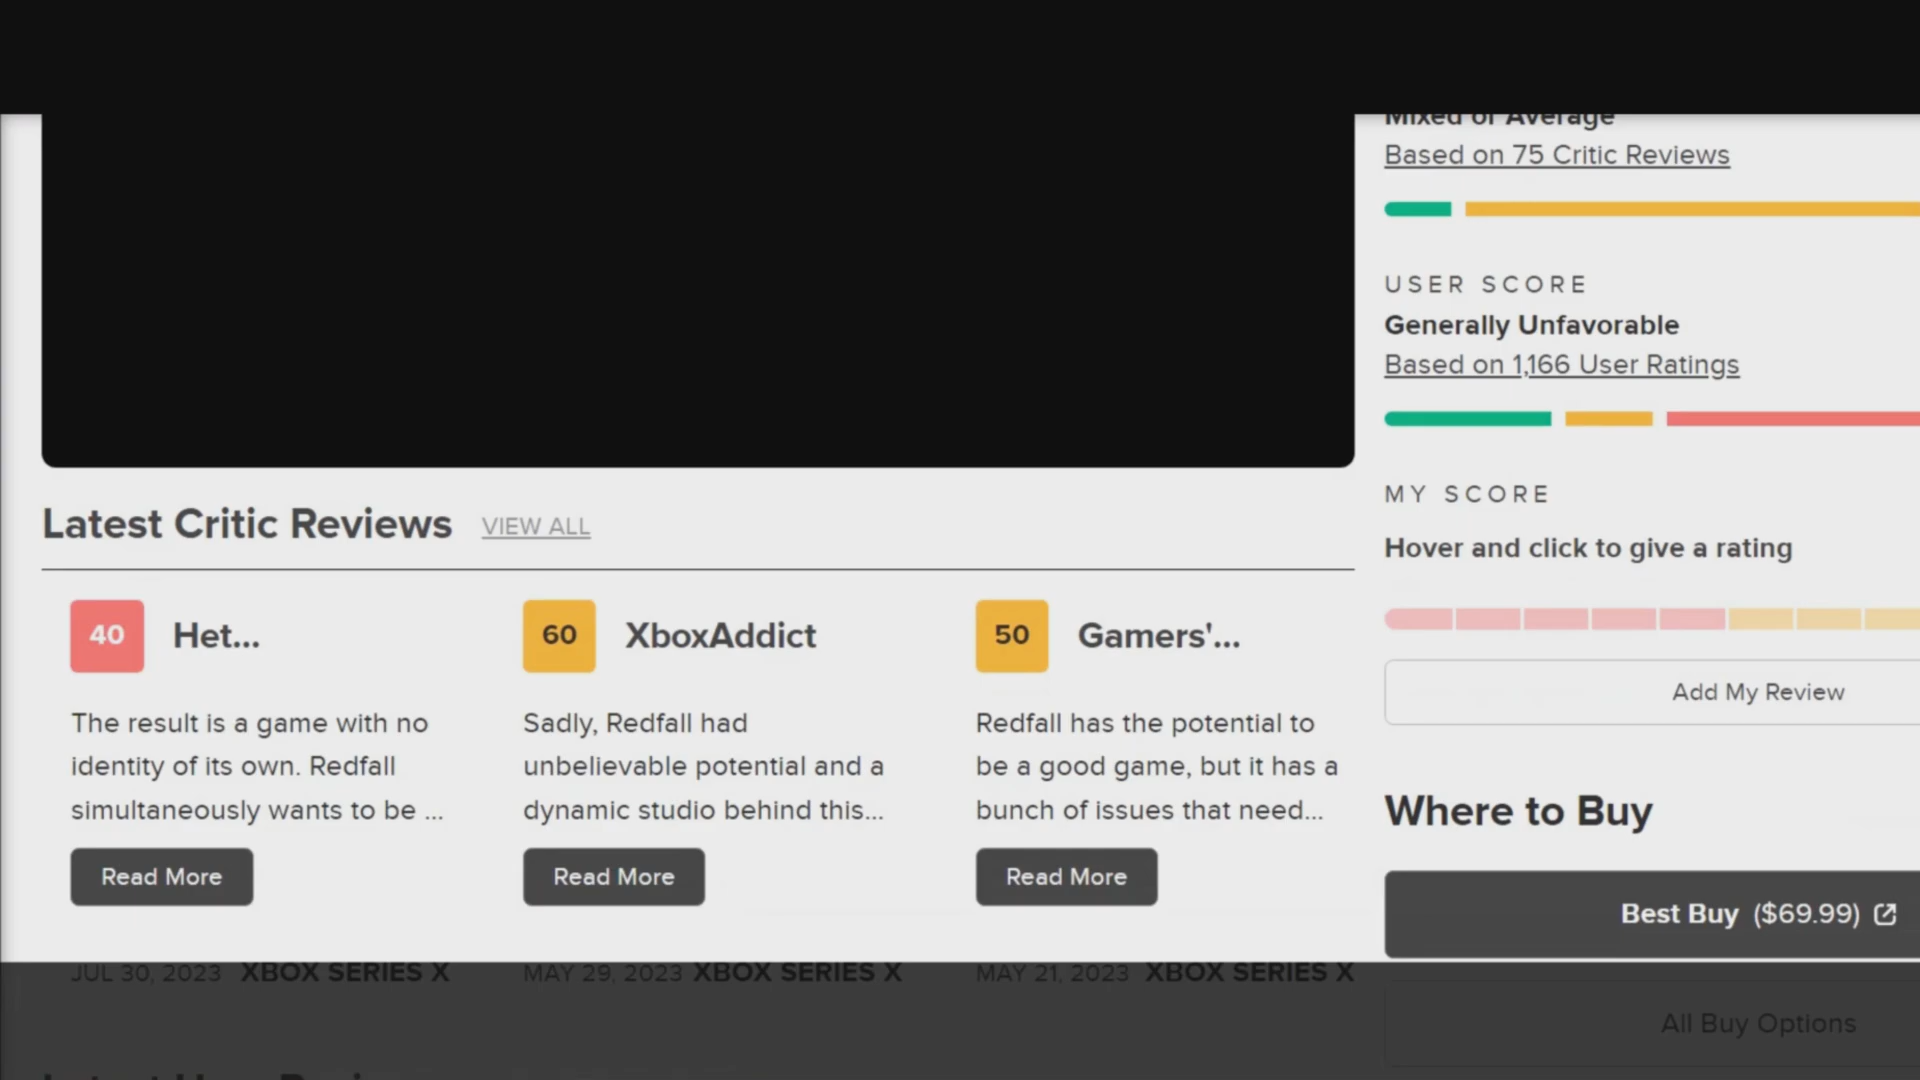 Mixed or Average
Based on 75 Critic Reviews
USER SCORE
Generally Unfavorable
Based on 1,166 User Ratings
MY SCORE
Hover and click to give a rating
Add My Review
Where to Buy
Best Buy ($69.99)
All Buy Options
Latest Critic Reviews VIEW ALL
40 Het...
The result is a game with no
identity of its own. Redfall
simultaneously wants to be ...
Read More
JUL 30, 2023 XBOX SERIES X
60 XboxAddict
Sadly, Redfall had
unbelievable potential and a
dynamic studio behind this...
Read More
MAY 29, 2023 XBOX SERIES X
50 Gamers'...
Redfall has the potential to
be a good game, but it has a
bunch of issues that need...
Read More
MAY 21, 2023 XBOX SERIES X